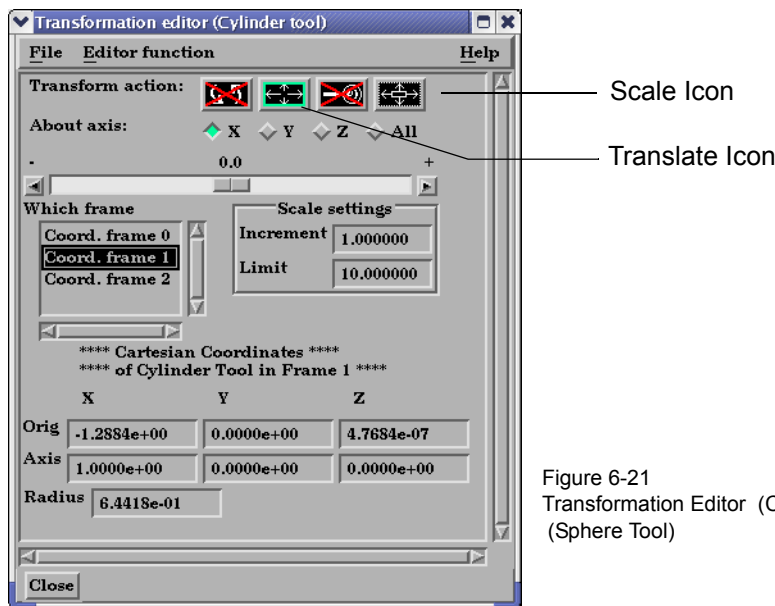 Transformation editor (Cylinder tool)
File Editor function Help
Transform action:
Scale Icon
About axis: X Y Z All
Translate Icon
- 0.0 +
Which frame
Coord. frame 0
Coord. frame 1
Coord. frame 2
Scale settings
Increment 1.000000
Limit 10.000000
**** Cartesian Coordinates ****
**** of Cylinder Tool in Frame 1 ****
X Y Z
Orig -1.2884e+00 0.0000e+00 4.7684e-07
Axis 1.0000e+00 0.0000e+00 0.0000e+00
Radius 6.4418e-01
Figure 6-21
Transformation Editor (C
(Sphere Tool)
Close